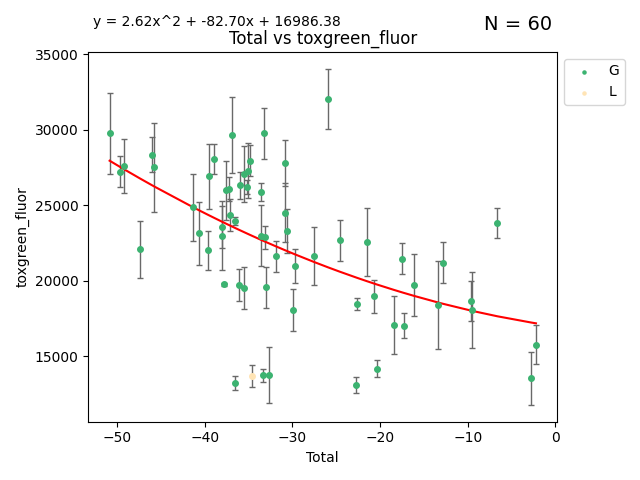 y = 2.62x^2 + -82.70x + 16986.38
N = 60
Total vs toxgreen_fluor
35000
30000
25000
20000
15000
toxgreen_fluor
−50
−40
−30
−20
−10
0
Total
G
L